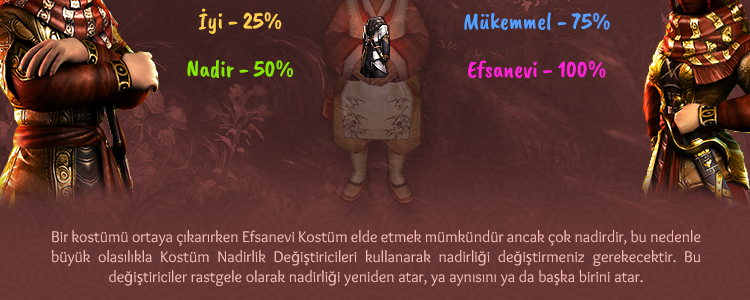 İyi – 25% Mükemmel – 75%
Nadir – 50% Efsanevi – 100%
Bir kostümü ortaya çıkarırken Efsanevi Kostüm elde etmek mümkündür ancak çok nadirdir, bu nedenle
büyük olasılıkla Kostüm Nadirlik Değiştiricileri kullanarak nadirliği değiştirmeniz gerekecektir. Bu
değiştiriciler rastgele olarak nadirliği yeniden atar, ya aynısını ya da başka birini atar.